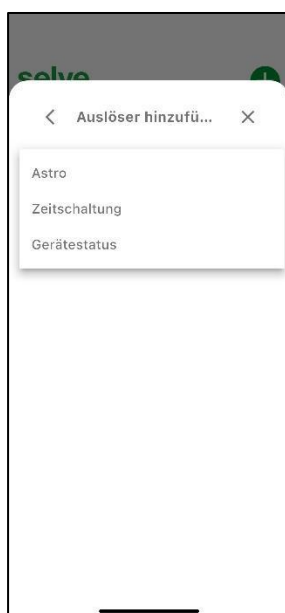 selve
Auslöser hinzufü...
Astro
Zeitschaltung
Gerätestatus